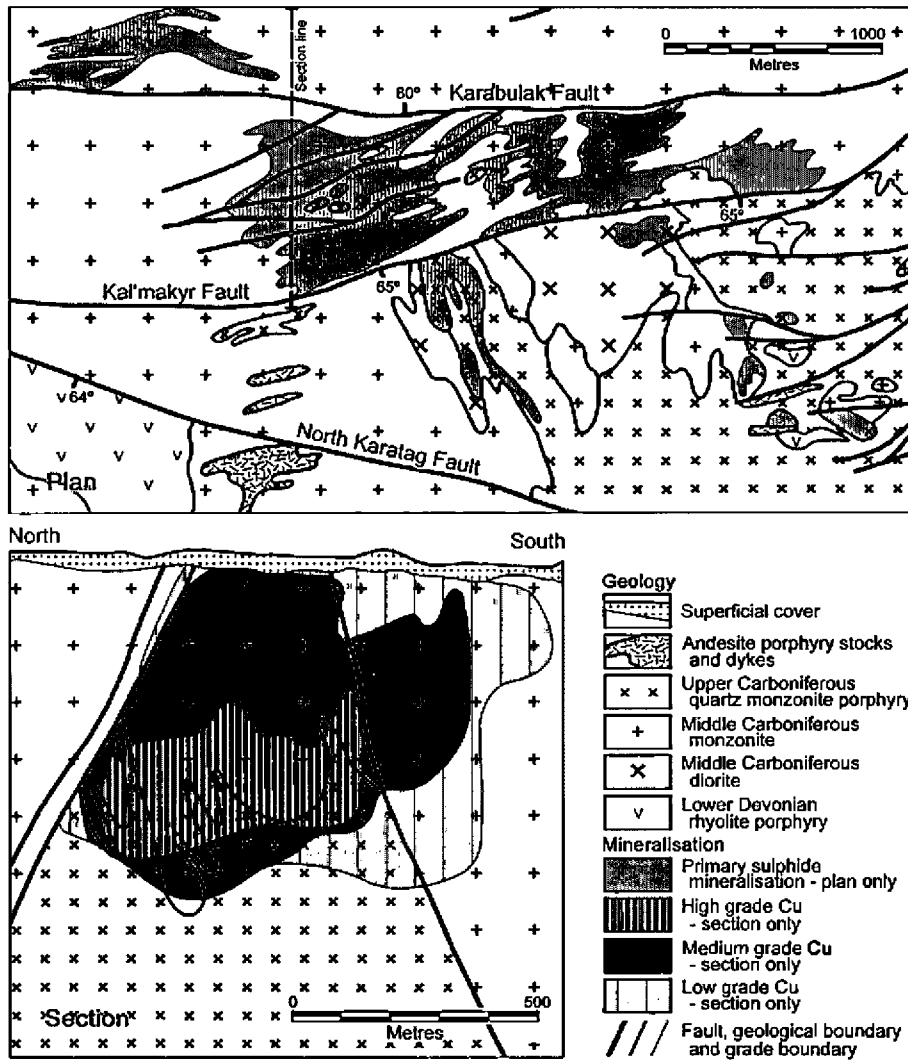 Section line
0 1000
Metres
80°
Karabulak Fault
65°
65°
Kal'makyr Fault
64°
North Karatag Fault
Plan
North South
Section
0 500
Metres
Geology
Superficial cover
Andesite porphyry stocks
and dykes
Upper Carboniferous
quartz monzonite porphyry
Middle Carboniferous
monzonite
Middle Carboniferous
diorite
Lower Devonian
rhyolite porphyry
Mineralisation
Primary sulphide
mineralisation - plan only
High grade Cu
- section only
Medium grade Cu
- section only
Low grade Cu
- section only
Fault, geological boundary
and grade boundary